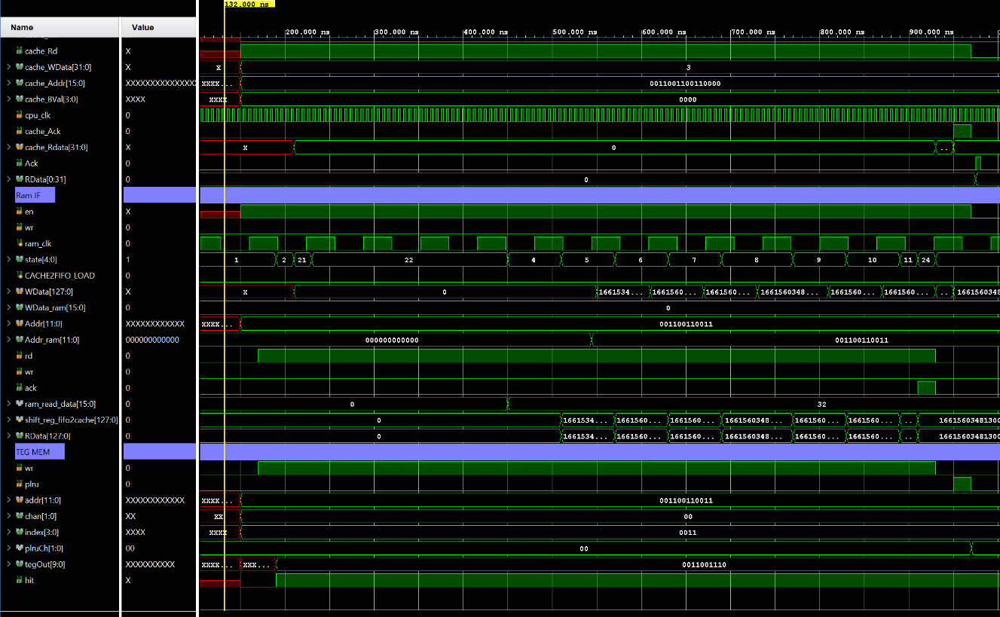 132.000 ns
Name Value
200.000 ns 300.000 ns 400.000 ns 500.000 ns 600.000 ns 700.000 ns 800.000 ns 900.000 ns
cache_Rd X
cache_WData[31:0] X X 3
cache_Addr[15:0] XXXXXXXXXXXXXXX XXXX... 0011001100110000
cache_BVal[3:0] XXXX XXXX 0000
cpu_clk 0
cache_Ack 0
cache_Rdata[31:0] X X 0 ..
Ack 0
RData[0:31] 0 0
Ram IF
en X
wr 0
ram_clk 0
state[4:0] 1 1 2 21 22 4 5 6 7 8 9 10 11 24
CACHE2FIFO_LOAD 0
WData[127:0] X X 0 1661534... 1661560... 1661560... 1661560348... 1661560... 1661560... .. 1661560348
WData_ram[15:0] 0 0
Addr[11:0] XXXXXXXXXXXX XXXX... 001100110011
Addr_ram[11:0] 000000000000 000000000000 001100110011
rd 0
wr 0
ack 0
ram_read_data[15:0] 0 0 32
shift_reg_fifo2cache[127:0] 0 0 1661534... 1661560... 1661560... 1661560348... 1661560... 1661560... .. 16615603481300
RData[127:0] 0 0 1661534... 1661560... 1661560... 1661560348... 1661560... 1661560... .. 16615603481300
TEG MEM
wr 0
plru 0
addr[11:0] XXXXXXXXXXXX XXXX... 001100110011
chan[1:0] XX XX 00
index[3:0] XXXX XXXX 0011
plruCh[1:0] 00 00
tegOut[9:0] XXXXXXXXXX XXXX... XXX... 0011001110
hit X